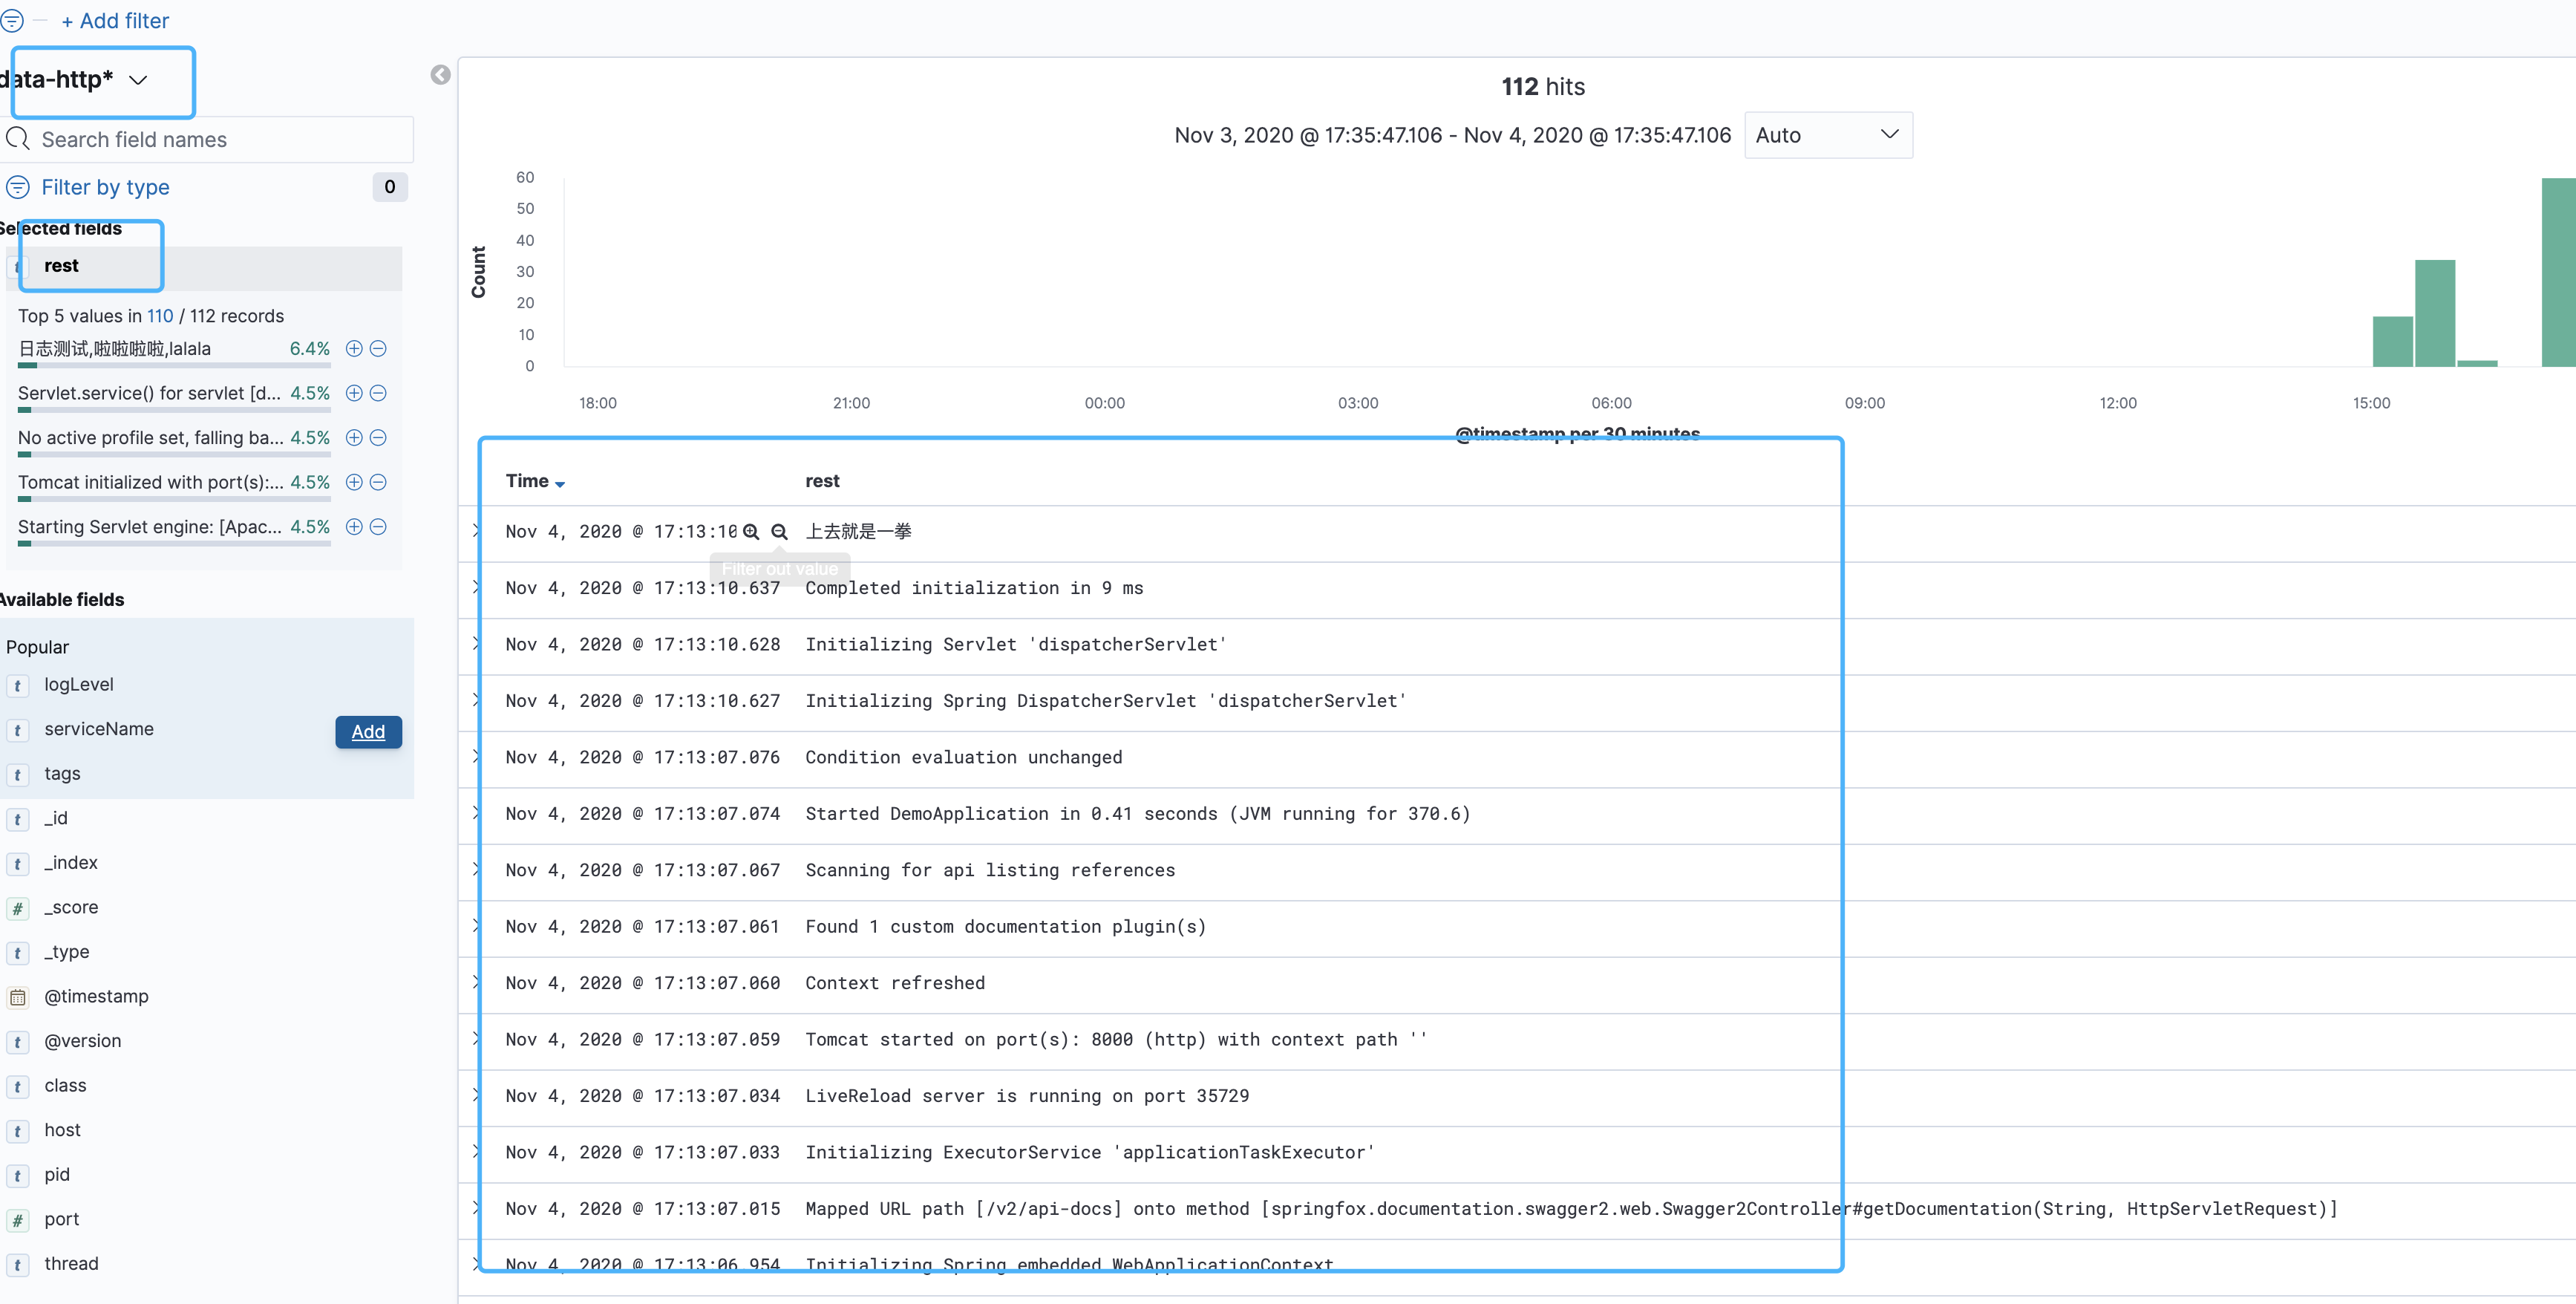 + Add filter
data-http*
Search field names
Filter by type 0
Selected fields
t rest
Top 5 values in 110 / 112 records
日志测试,啦啦啦啦,lalala 6.4%
Servlet.service() for servlet [d... 4.5%
No active profile set, falling ba... 4.5%
Tomcat initialized with port(s):... 4.5%
Starting Servlet engine: [Apac... 4.5%
Available fields
Popular
t logLevel
t serviceName Add
t tags
t _id
t _index
# _score
t _type
@timestamp
t @version
t class
t host
t pid
# port
t thread
112 hits
Nov 3, 2020 @ 17:35:47.106 - Nov 4, 2020 @ 17:35:47.106 Auto
Count
60
50
40
30
20
10
0
18:00 21:00 00:00 03:00 06:00 09:00 12:00 15:00
@timestamp per 30 minutes
Time rest
Nov 4, 2020 @ 17:13:10 上去就是一拳
Filter out value
Nov 4, 2020 @ 17:13:10.637 Completed initialization in 9 ms
Nov 4, 2020 @ 17:13:10.628 Initializing Servlet 'dispatcherServlet'
Nov 4, 2020 @ 17:13:10.627 Initializing Spring DispatcherServlet 'dispatcherServlet'
Nov 4, 2020 @ 17:13:07.076 Condition evaluation unchanged
Nov 4, 2020 @ 17:13:07.074 Started DemoApplication in 0.41 seconds (JVM running for 370.6)
Nov 4, 2020 @ 17:13:07.067 Scanning for api listing references
Nov 4, 2020 @ 17:13:07.061 Found 1 custom documentation plugin(s)
Nov 4, 2020 @ 17:13:07.060 Context refreshed
Nov 4, 2020 @ 17:13:07.059 Tomcat started on port(s): 8000 (http) with context path ''
Nov 4, 2020 @ 17:13:07.034 LiveReload server is running on port 35729
Nov 4, 2020 @ 17:13:07.033 Initializing ExecutorService 'applicationTaskExecutor'
Nov 4, 2020 @ 17:13:07.015 Mapped URL path [/v2/api-docs] onto method [springfox.documentation.swagger2.web.Swagger2Controller#getDocumentation(String, HttpServletRequest)]
Nov 4, 2020 @ 17:13:06.954 Initializing Spring embedded WebApplicationContext